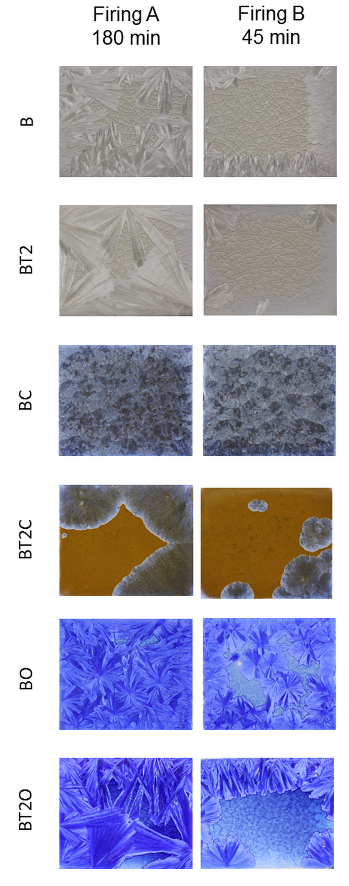 Firing A
180 min
Firing B
45 min
B
BT2
BC
BT2C
BO
BT2O